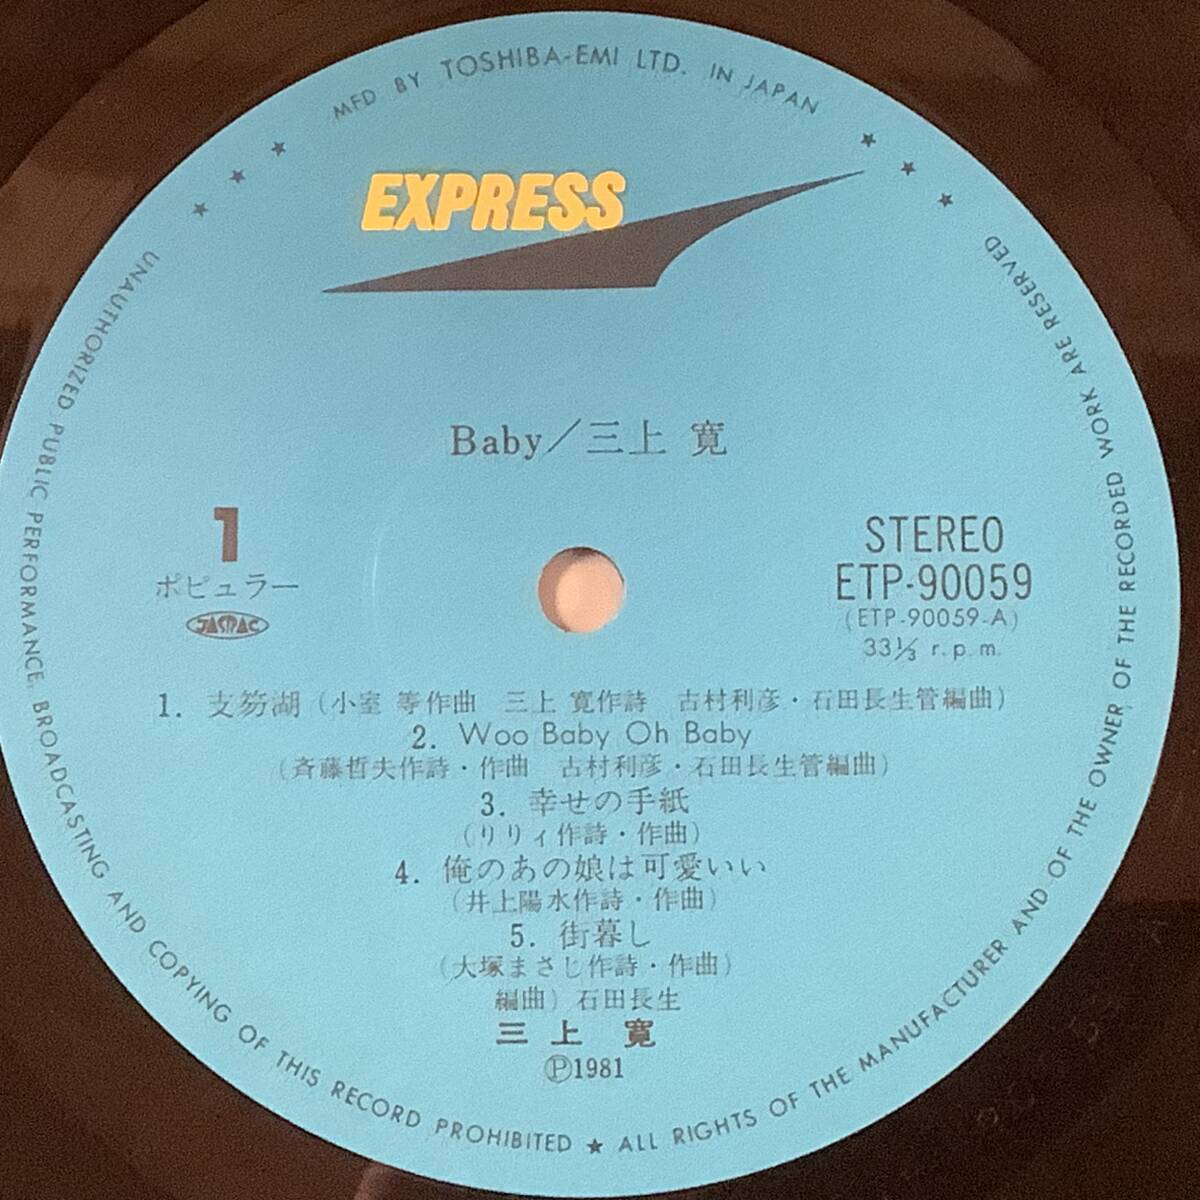 MFD BY TOSHIBA-EMI LTD. IN JAPAN
EXPRESS
Baby／三上 寛
1
ポピュラー
JASRAC
STEREO
ETP-90059
(ETP-90059-A)
33⅓ r.p.m.
1. 支笏湖 (小室 等作曲 三上 寛作詩 古村利彦・石田長生管編曲)
2. Woo Baby Oh Baby
(斉藤哲夫作詩・作曲 古村利彦・石田長生管編曲)
3. 幸せの手紙
(りりィ作詩・作曲)
4. 俺のあの娘は可愛いい
(井上陽水作詩・作曲)
5. 街暮し
(大塚まさじ作詩・作曲)
編曲) 石田長生
三上 寛
Ⓟ1981
UNAUTHORIZED PUBLIC PERFORMANCE, BROADCASTING AND COPYING OF THIS RECORD PROHIBITED ★ ALL RIGHTS OF THE MANUFACTURER AND OF THE OWNER OF THE RECORDED WORK ARE RESERVED